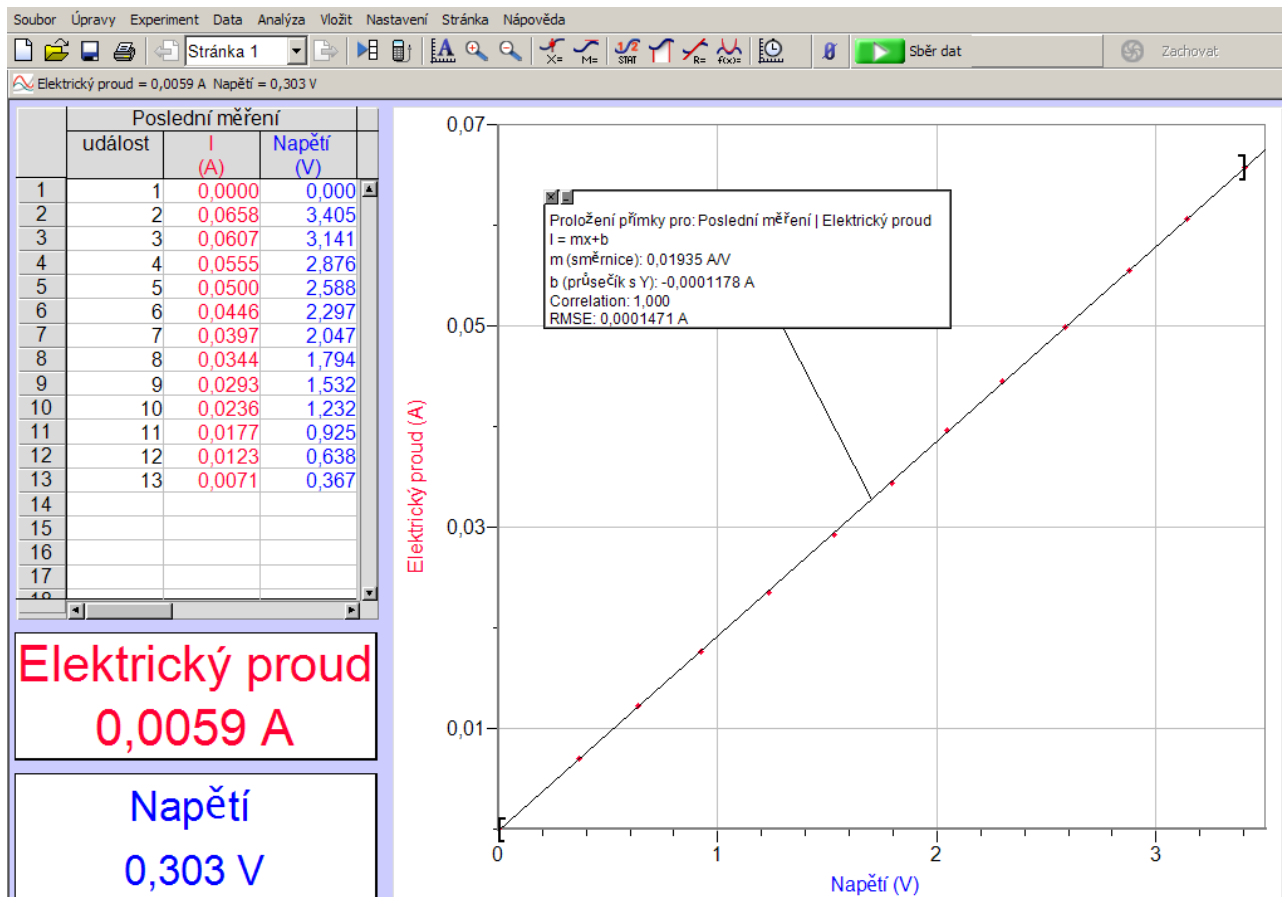 Soubor Úpravy Experiment Data Analýza Vložit Nastavení Stránka Nápověda
Stránka 1 Sběr dat Zachovat
Elektrický proud = 0,0059 A Napětí = 0,303 V
Poslední měření
událost I Napětí
(A) (V)
1 1 0,0000 0,000
2 2 0,0658 3,405
3 3 0,0607 3,141
4 4 0,0555 2,876
5 5 0,0500 2,588
6 6 0,0446 2,297
7 7 0,0397 2,047
8 8 0,0344 1,794
9 9 0,0293 1,532
10 10 0,0236 1,232
11 11 0,0177 0,925
12 12 0,0123 0,638
13 13 0,0071 0,367
14
15
16
17
Elektrický proud
0,0059 A
Napětí
0,303 V
0,07
0,05
0,03
0,01
Elektrický proud (A)
Proložení přímky pro: Poslední měření | Elektrický proud
I = mx+b
m (směrnice): 0,01935 A/V
b (průsečík s Y): -0,0001178 A
Correlation: 1,000
RMSE: 0,0001471 A
0 1 2 3
Napětí (V)